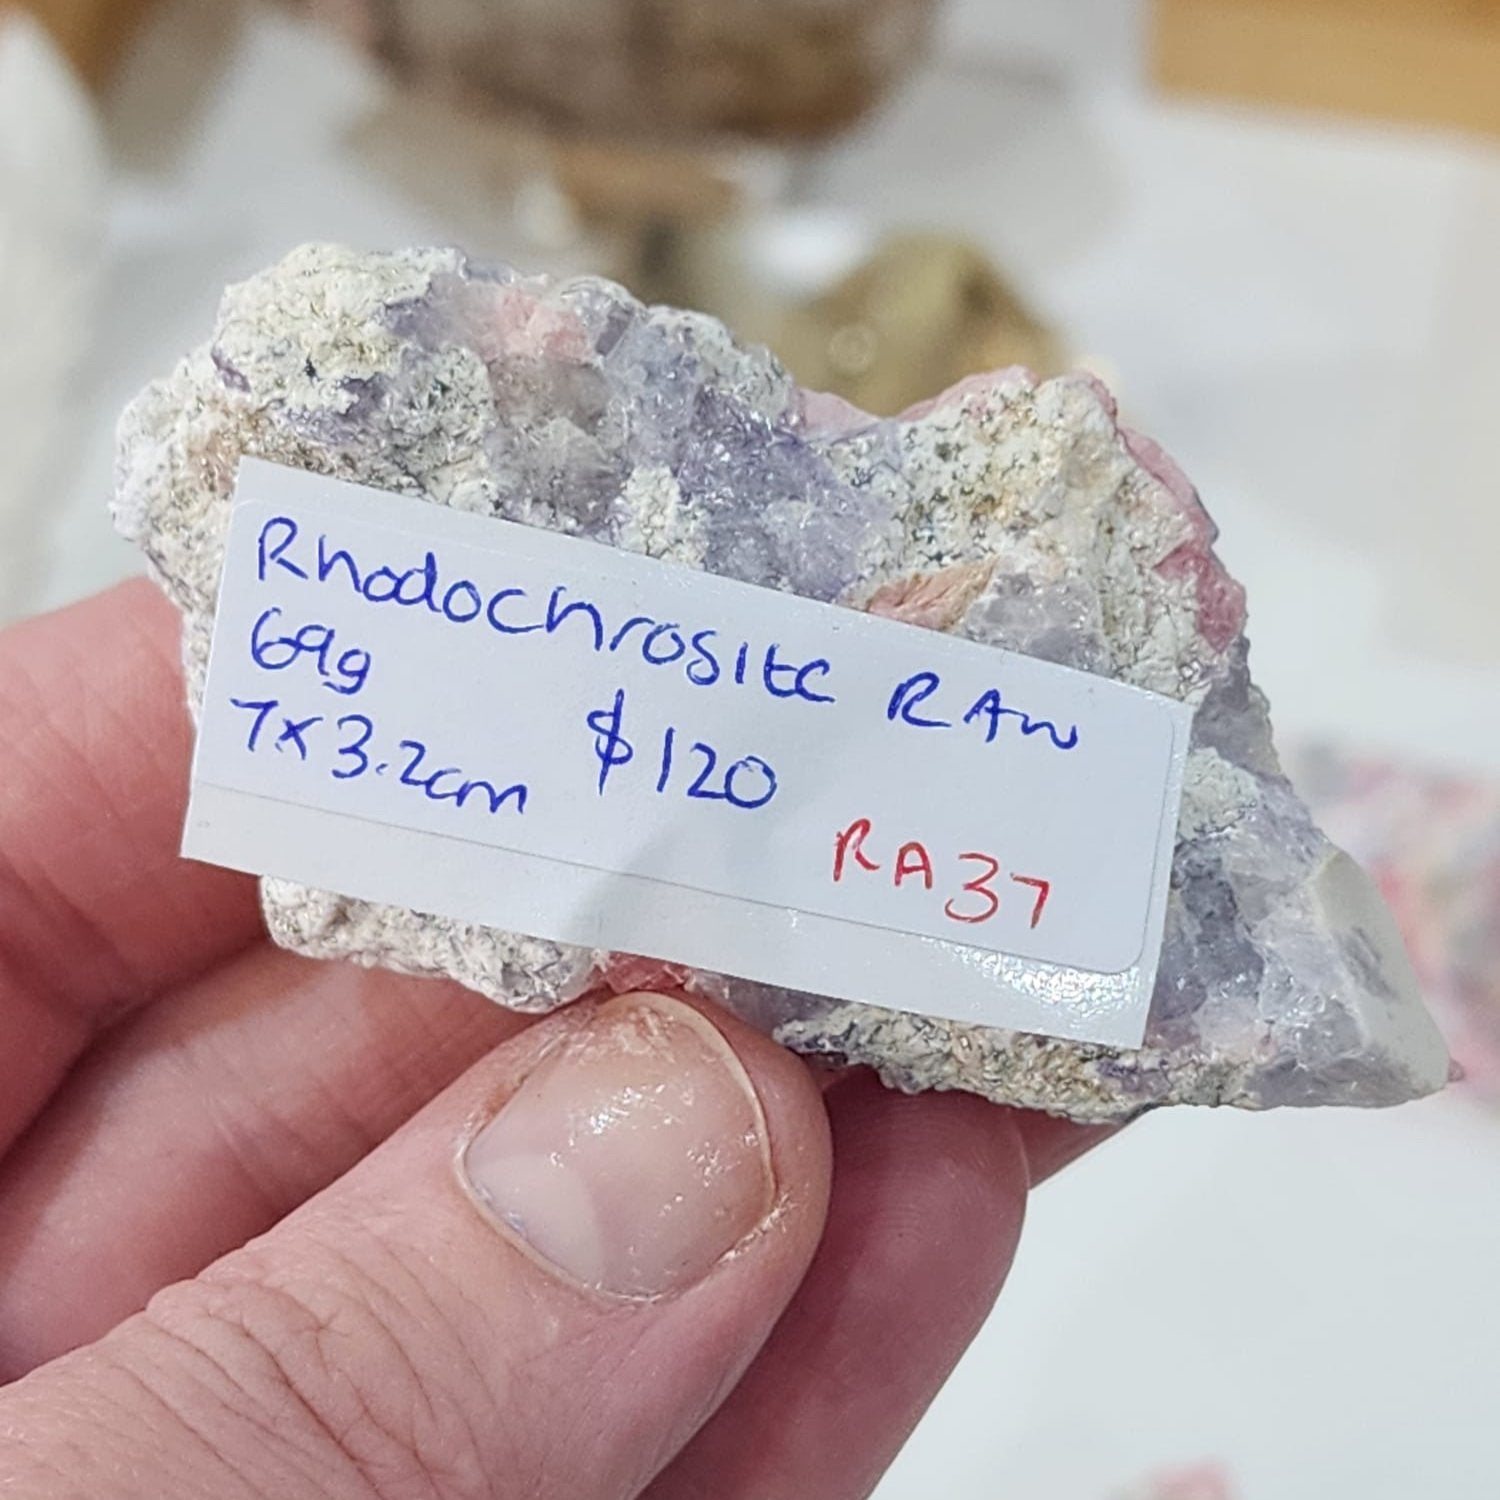 Rhodochrosite RAW
69g
7x3.2cm $120
RA37